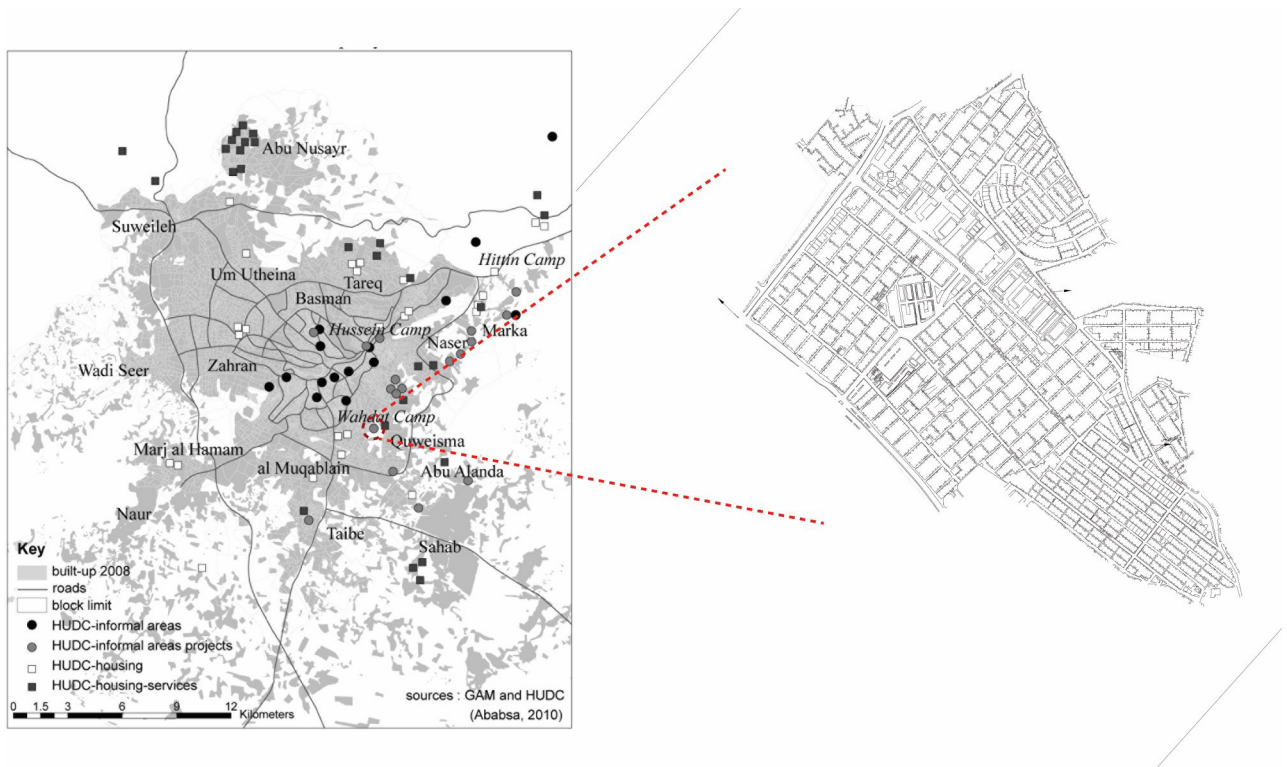 Abu Nusayr
Suweileh
Hittin Camp
Um Utheina
Tareq
Basman
Hussein Camp
Marka
Naser
Zahran
Wadi Seer
Wahdat Camp
Quweisma
Marj al Hamam
al Muqablain
Abu Alanda
Naur
Taibe
Sahab
Key
built-up 2008
roads
block limit
HUDC-informal areas
HUDC-informal areas projects
HUDC-housing
HUDC-housing-services
sources : GAM and HUDC
(Ababsa, 2010)
0 1.5 3 6 9 12
Kilometers